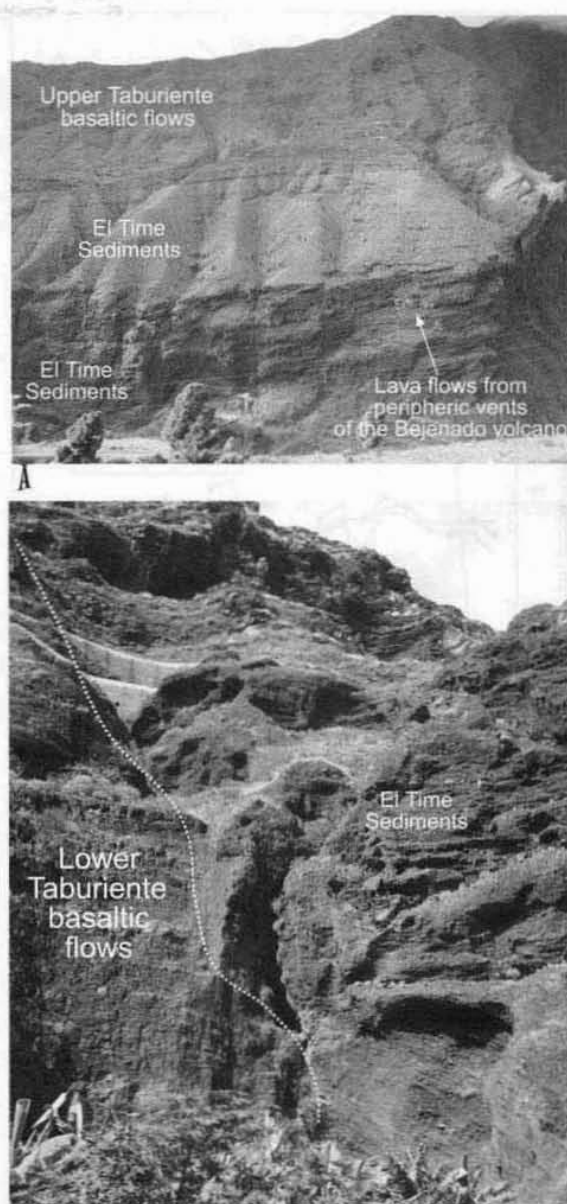 Upper Taburiente
basaltic flows
El Time
Sediments
El Time
Sediments
Lava flows from
peripheric vents
of the Bejenado volcano
A
El Time
Sediments
Lower
Taburiente
basaltic
flows